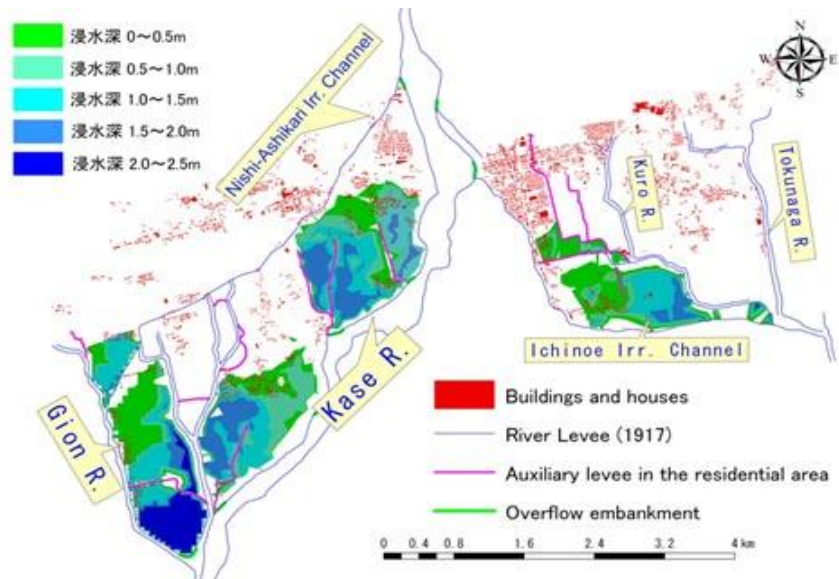 浸水深 0～0.5m
浸水深 0.5～1.0m
浸水深 1.0～1.5m
浸水深 1.5～2.0m
浸水深 2.0～2.5m
Nishi-Ashikari Irr. Channel
N
W E
S
Kuro R.
Tokunaga R.
Ichinoe Irr. Channel
Kase R.
Gion R.
Buildings and houses
River Levee (1917)
Auxiliary levee in the residential area
Overflow embankment
0 0.4 0.8 1.6 2.4 3.2 4 km